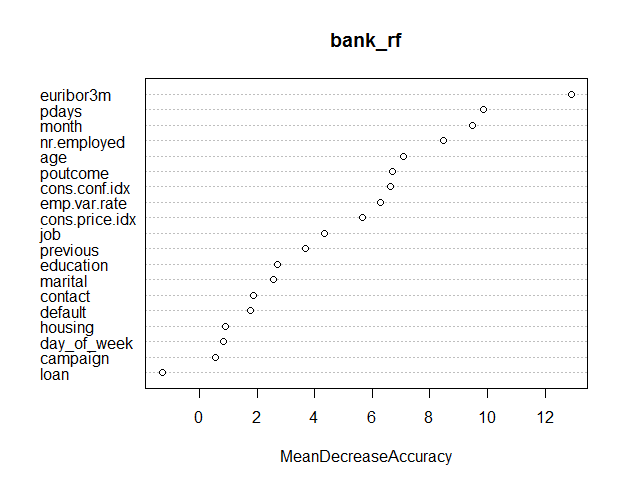 bank_rf
euribor3m
pdays
month
nr.employed
age
poutcome
cons.conf.idx
emp.var.rate
cons.price.idx
job
previous
education
marital
contact
default
housing
day_of_week
campaign
loan
0 2 4 6 8 10 12
MeanDecreaseAccuracy